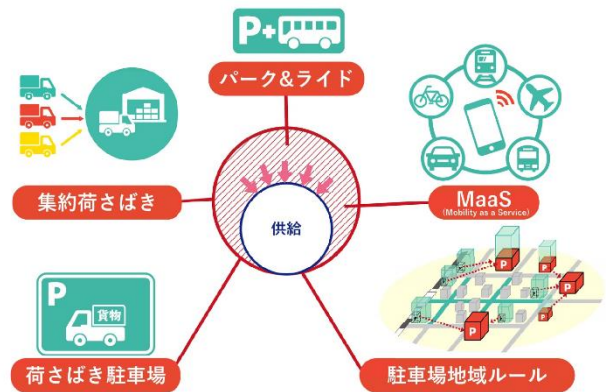 P+
パーク&ライド
集約荷さばき
MaaS
(Mobility as a Service)
供給
P
貨物
荷さばき駐車場
P
P
P
P
P
駐車場地域ルール